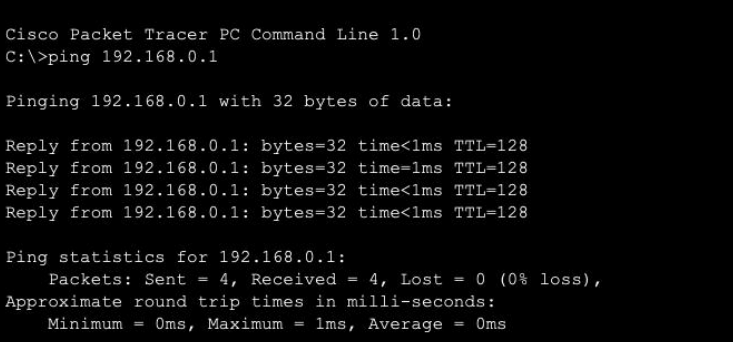 Cisco Packet Tracer PC Command Line 1.0
C:\>ping 192.168.0.1
Pinging 192.168.0.1 with 32 bytes of data:
Reply from 192.168.0.1: bytes=32 time<1ms TTL=128
Reply from 192.168.0.1: bytes=32 time=1ms TTL=128
Reply from 192.168.0.1: bytes=32 time<1ms TTL=128
Reply from 192.168.0.1: bytes=32 time<1ms TTL=128
Ping statistics for 192.168.0.1:
    Packets: Sent = 4, Received = 4, Lost = 0 (0% loss),
Approximate round trip times in milli-seconds:
    Minimum = 0ms, Maximum = 1ms, Average = 0ms